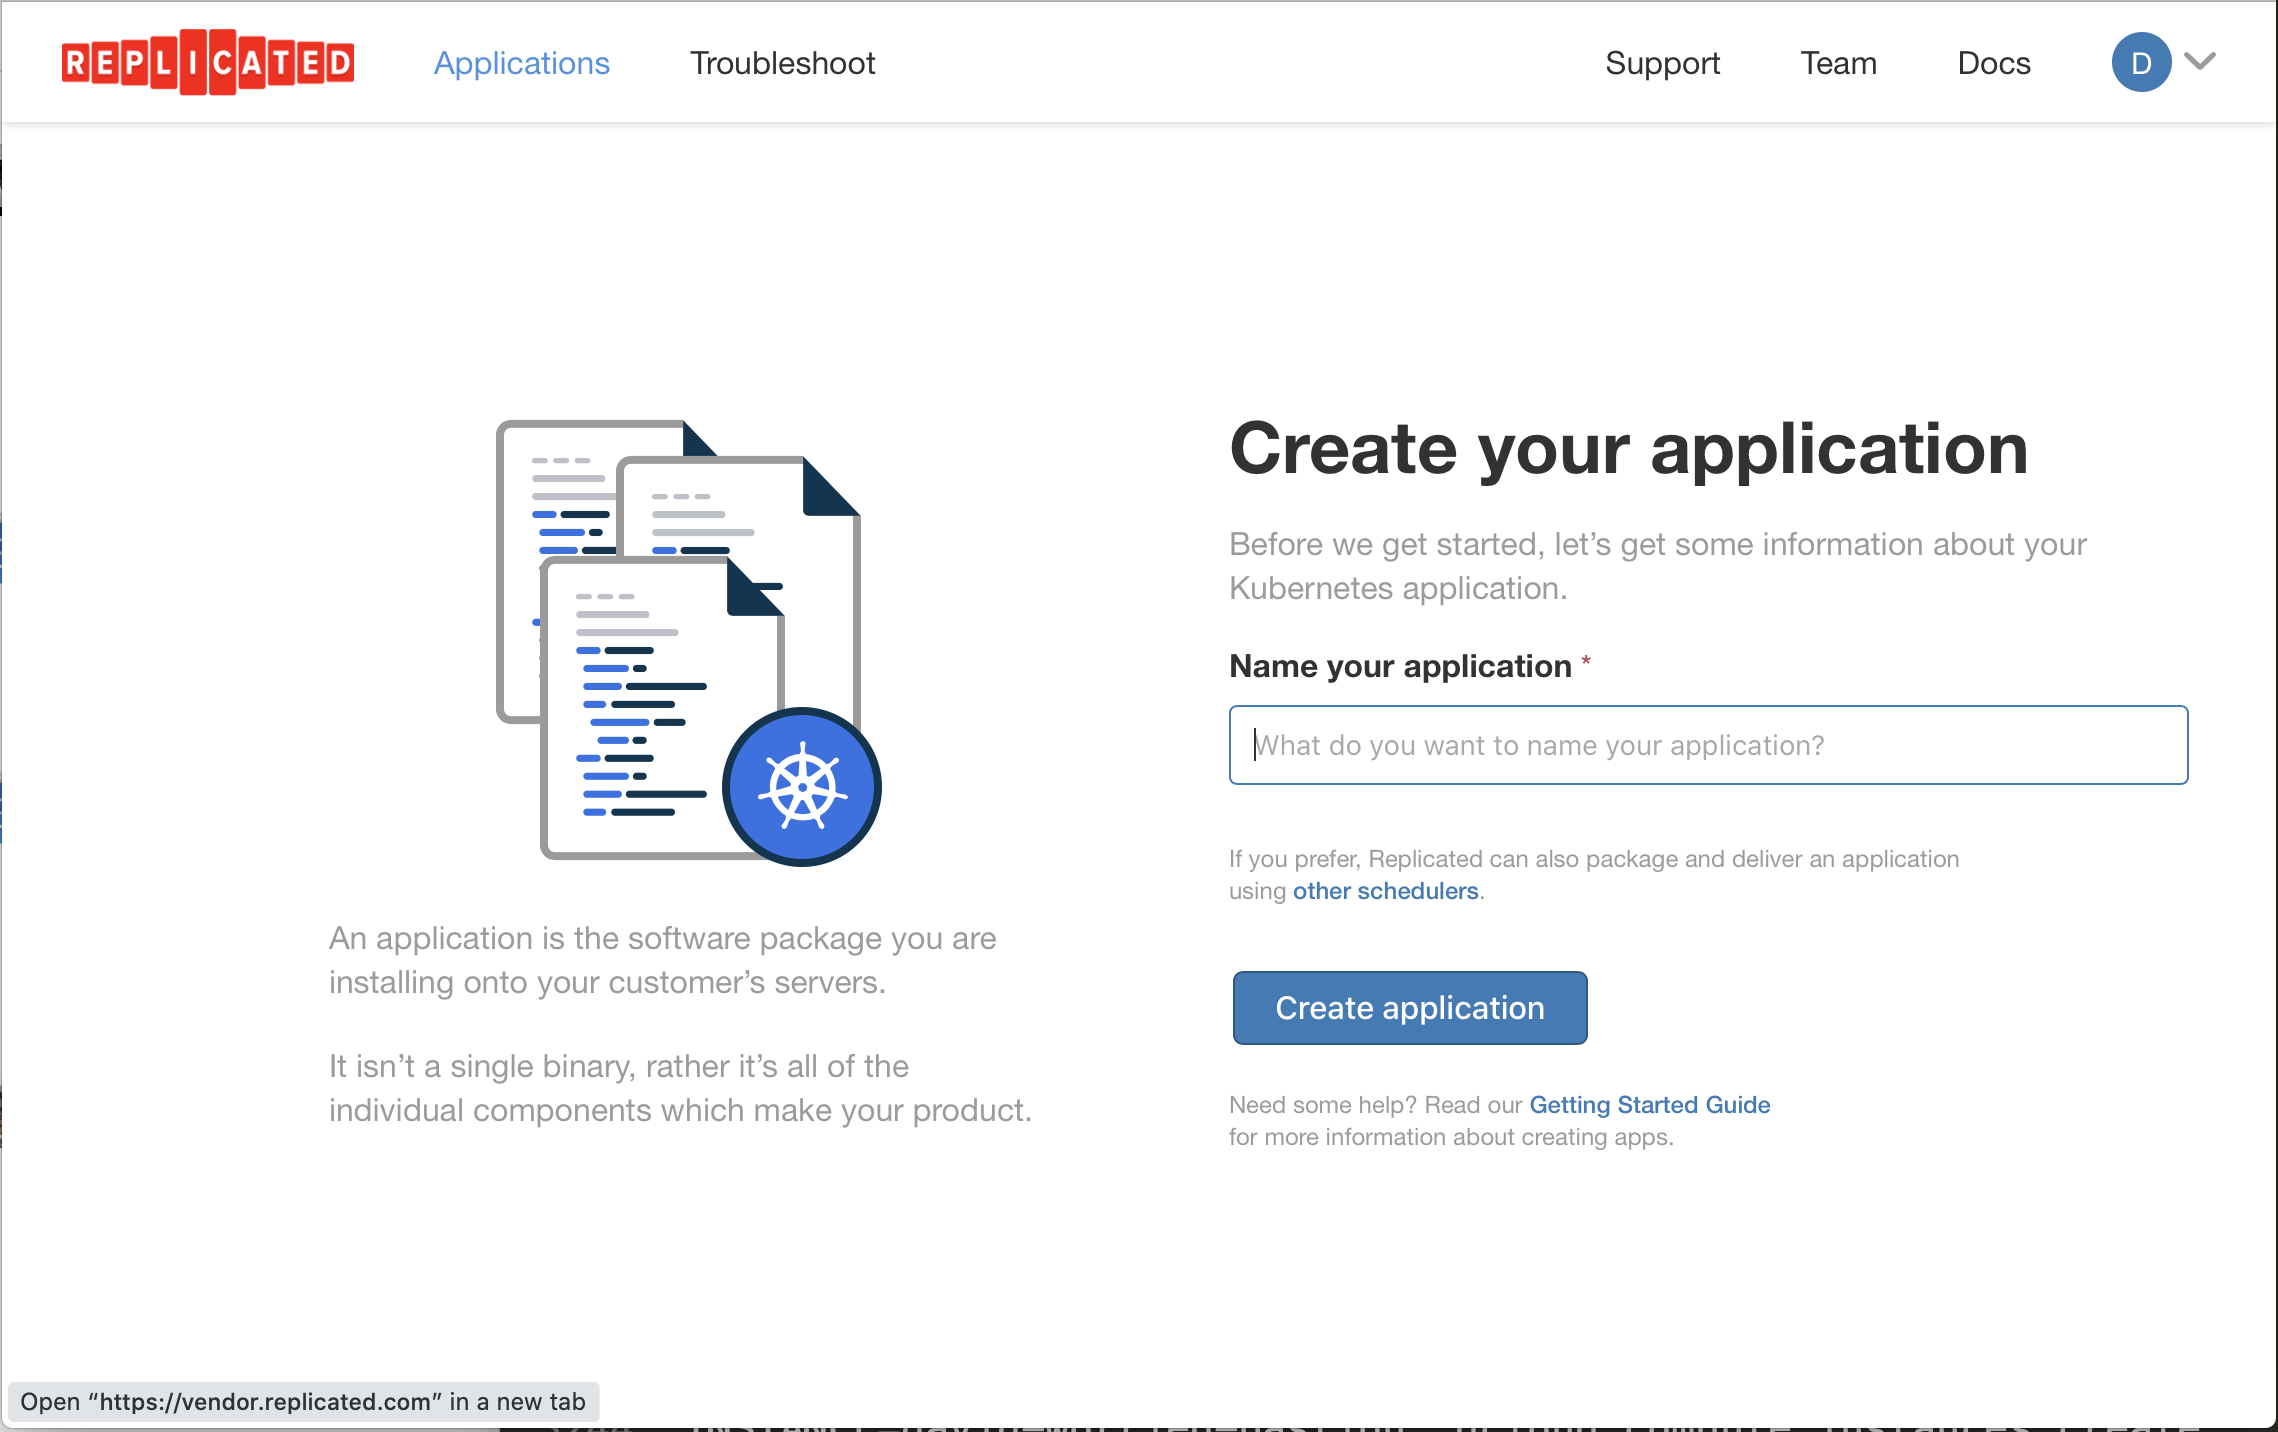 REPLICATED
Applications
Troubleshoot
Support
Team
Docs
D
Create your application
Before we get started, let’s get some information about your
Kubernetes application.
Name your application *
What do you want to name your application?
If you prefer, Replicated can also package and deliver an application
using other schedulers.
Create application
Need some help? Read our Getting Started Guide
for more information about creating apps.
An application is the software package you are
installing onto your customer’s servers.
It isn’t a single binary, rather it’s all of the
individual components which make your product.
Open “https://vendor.replicated.com” in a new tab